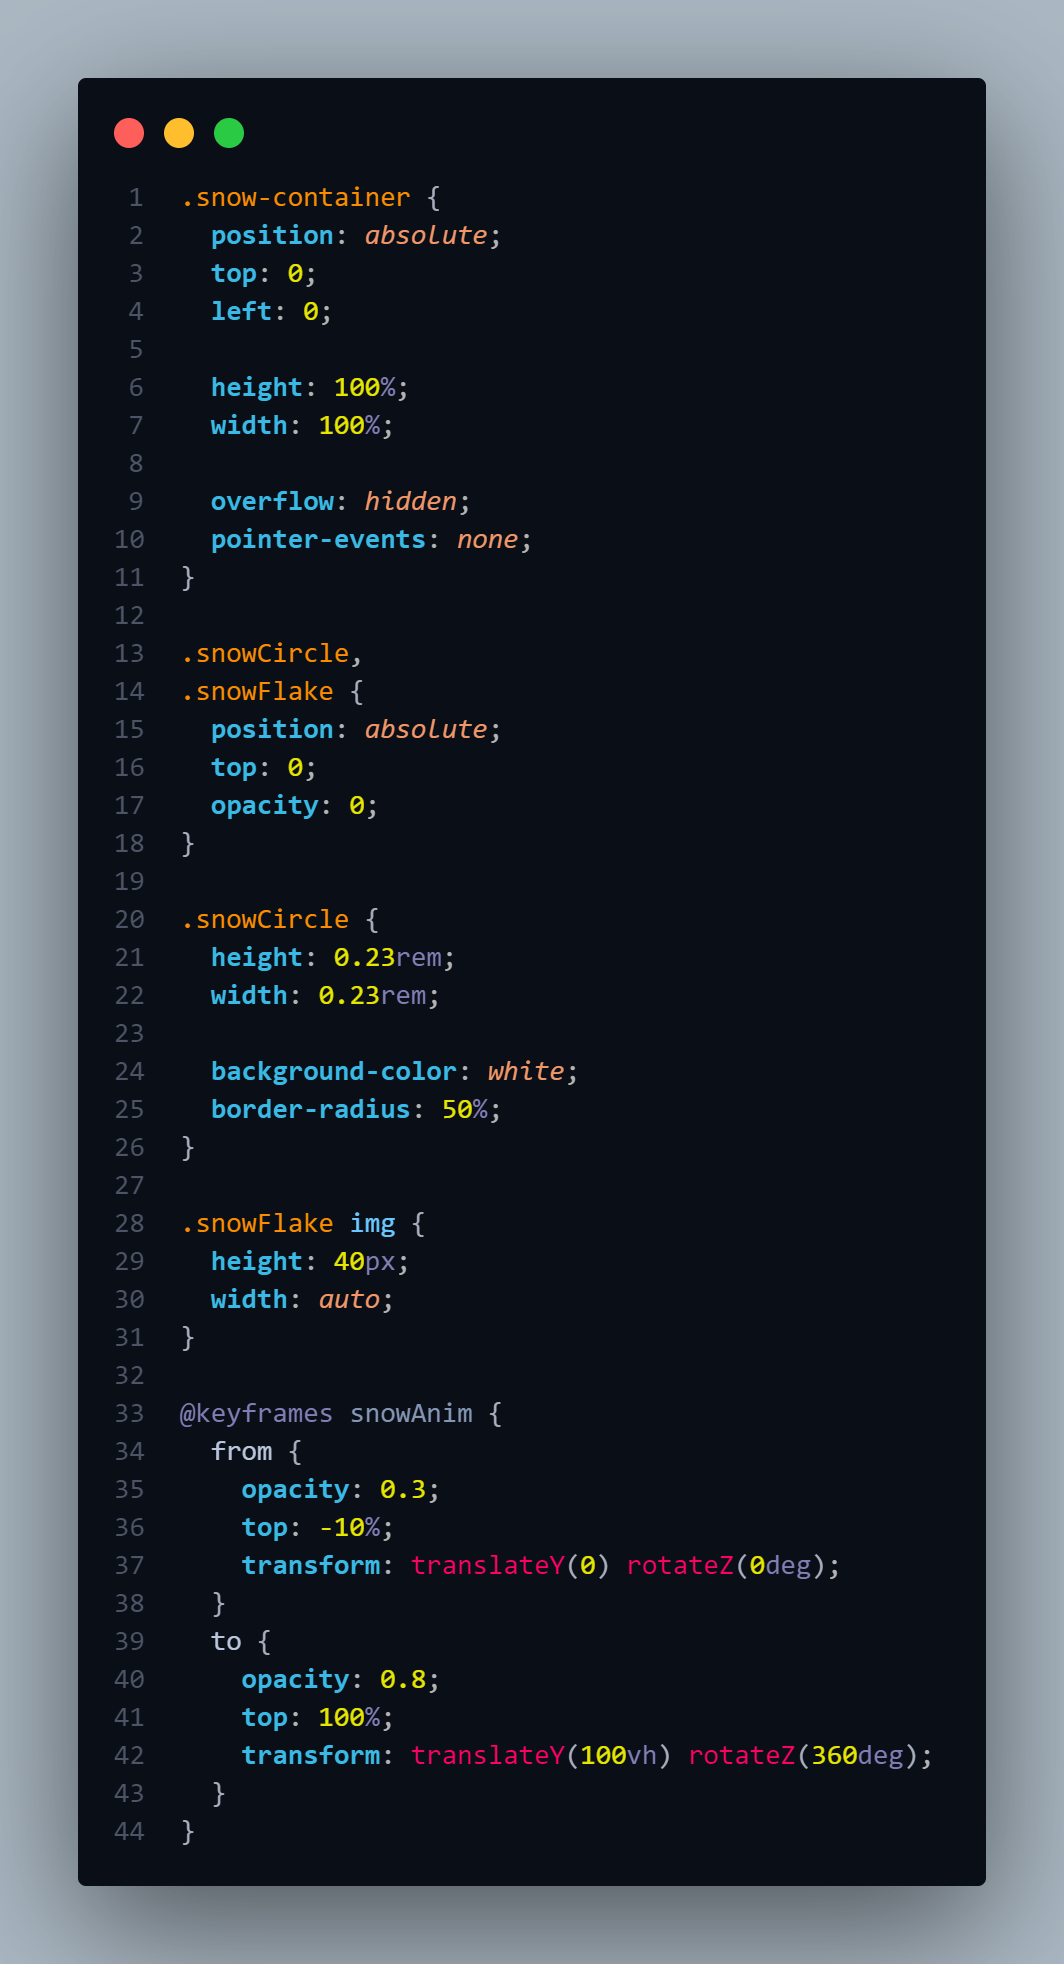 1 .snow-container {
2   position: absolute;
3   top: 0;
4   left: 0;
5
6   height: 100%;
7   width: 100%;
8
9   overflow: hidden;
10   pointer-events: none;
11 }
12
13 .snowCircle,
14 .snowFlake {
15   position: absolute;
16   top: 0;
17   opacity: 0;
18 }
19
20 .snowCircle {
21   height: 0.23rem;
22   width: 0.23rem;
23
24   background-color: white;
25   border-radius: 50%;
26 }
27
28 .snowFlake img {
29   height: 40px;
30   width: auto;
31 }
32
33 @keyframes snowAnim {
34   from {
35     opacity: 0.3;
36     top: -10%;
37     transform: translateY(0) rotateZ(0deg);
38   }
39   to {
40     opacity: 0.8;
41     top: 100%;
42     transform: translateY(100vh) rotateZ(360deg);
43   }
44 }